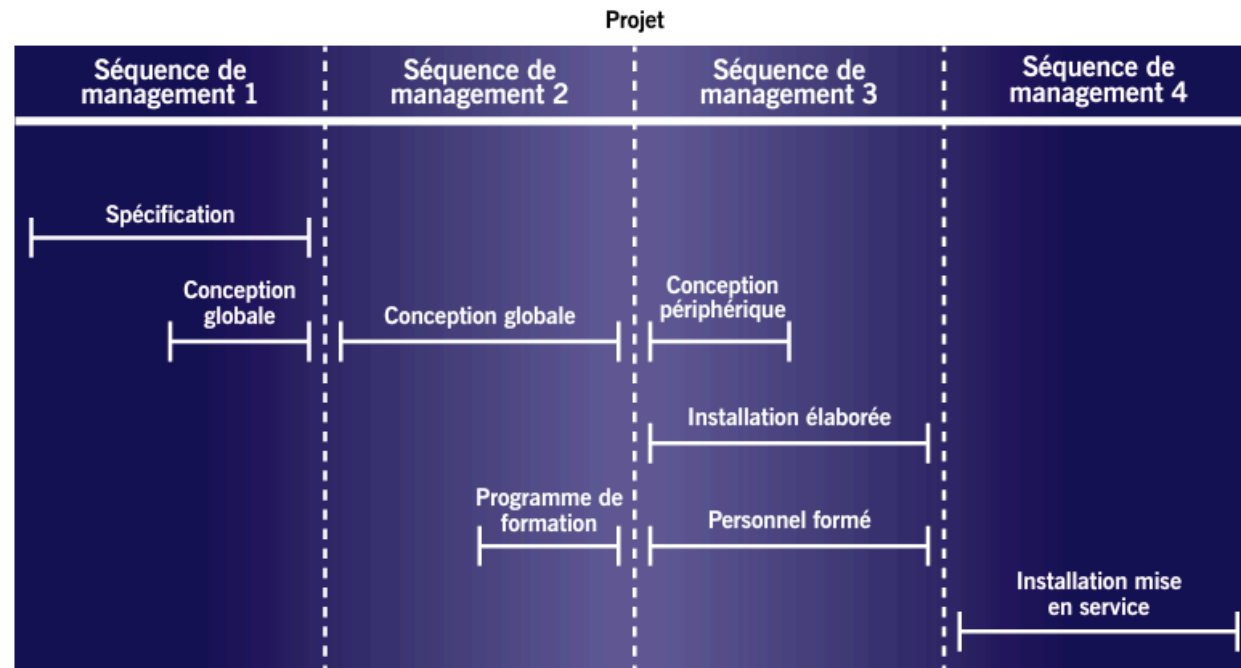 Projet
Séquence de
management 1
Séquence de
management 2
Séquence de
management 3
Séquence de
management 4
Spécification
Conception
globale
Conception globale
Conception
périphérique
Installation élaborée
Programme de
formation
Personnel formé
Installation mise
en service